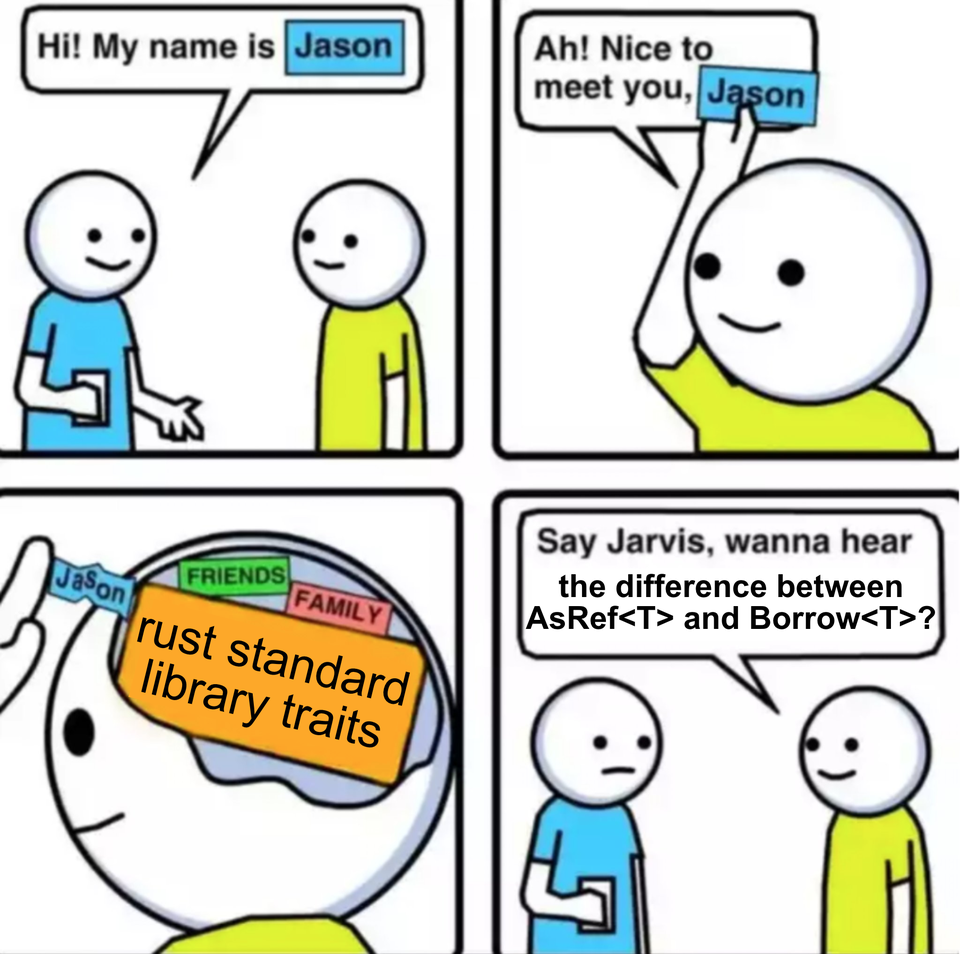 Hi! My name is Jason
Ah! Nice to
meet you, Jason
Jason
FRIENDS
FAMILY
rust standard
library traits
Say Jarvis, wanna hear
the difference between
AsRef<T> and Borrow<T>?